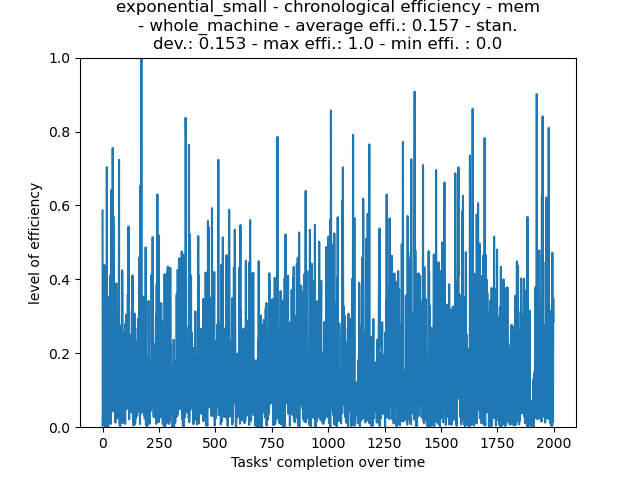 exponential_small - chronological efficiency - mem
- whole_machine - average effi.: 0.157 - stan.
dev.: 0.153 - max effi.: 1.0 - min effi. : 0.0
1.0
0.8
0.6
0.4
0.2
0.0
level of efficiency
0 250 500 750 1000 1250 1500 1750 2000
Tasks' completion over time